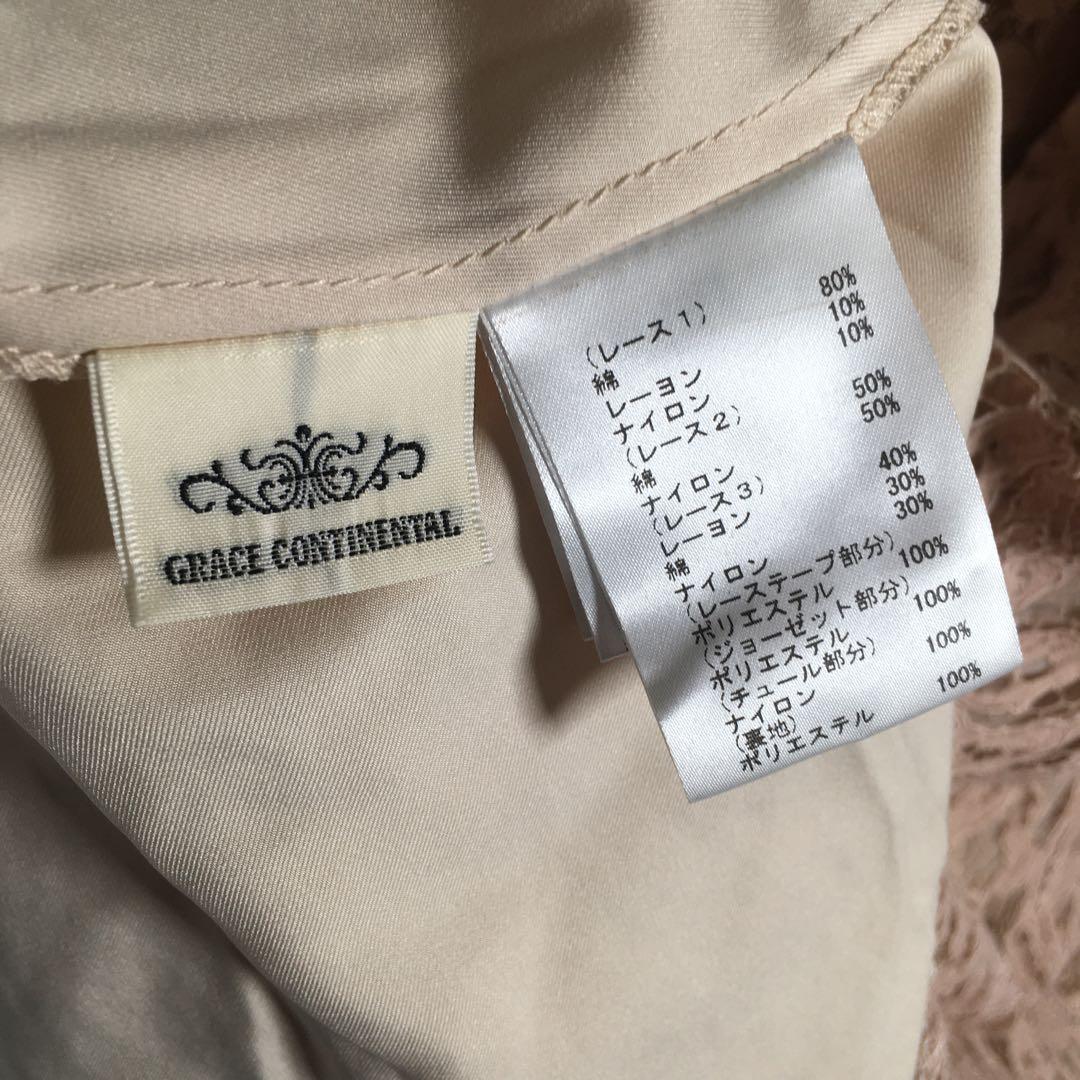 GRACE CONTINENTAL
(レース1)
綿 80%
レーヨン 10%
ナイロン 10%
(レース2)
綿 50%
ナイロン 50%
(レース3)
レーヨン 40%
綿 30%
ナイロン 30%
(レーステープ部分)
ポリエステル 100%
(ジョーゼット部分)
ポリエステル 100%
(チュール部分)
ナイロン 100%
(裏地)
ポリエステル 100%